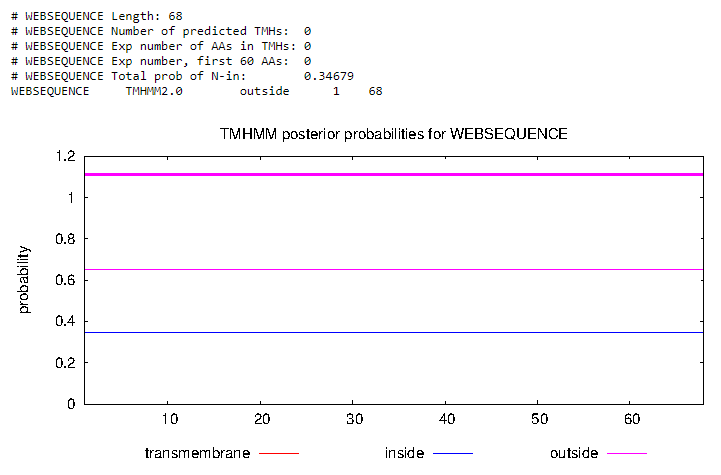 # WEBSEQUENCE Length: 68
# WEBSEQUENCE Number of predicted TMHs:  0
# WEBSEQUENCE Exp number of AAs in TMHs: 0
# WEBSEQUENCE Exp number, first 60 AAs:  0
# WEBSEQUENCE Total prob of N-in:        0.34679
WEBSEQUENCE     TMHMM2.0        outside      1    68
TMHMM posterior probabilities for WEBSEQUENCE
1.2
1
0.8
0.6
0.4
0.2
0
probability
10 20 30 40 50 60
transmembrane inside outside